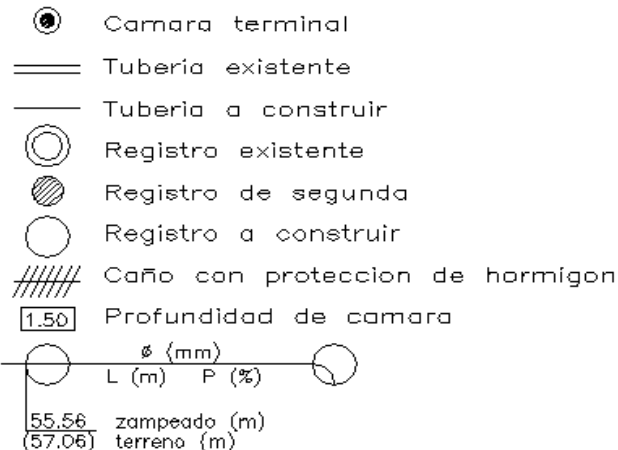 Camara terminal
Tuberia existente
Tuberia a construir
Registro existente
Registro de segunda
Registro a construir
Caño con proteccion de hormigon
1.50 Profundidad de camara
ø (mm)
L (m) P (%)
55.56 zampeado (m)
(57.06) terreno (m)